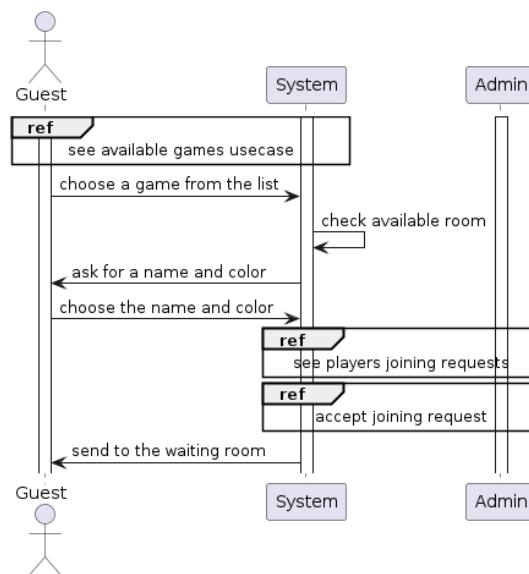 Guest
System
Admin
ref
see available games usecase
choose a game from the list
check available room
ask for a name and color
choose the name and color
ref
see players joining requests
ref
accept joining request
send to the waiting room
Guest
System
Admin